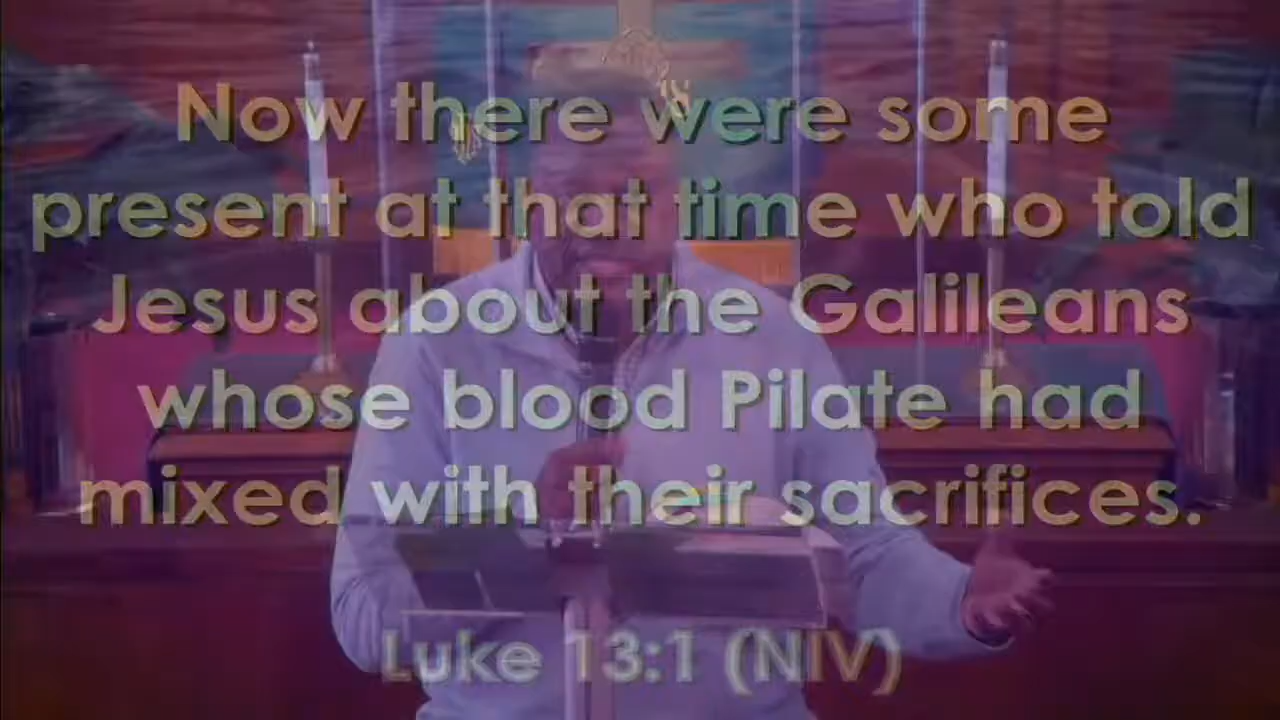 Now there were some
present at that time who told
Jesus about the Galileans
whose blood Pilate had
mixed with their sacrifices.
Luke 13:1 (NIV)